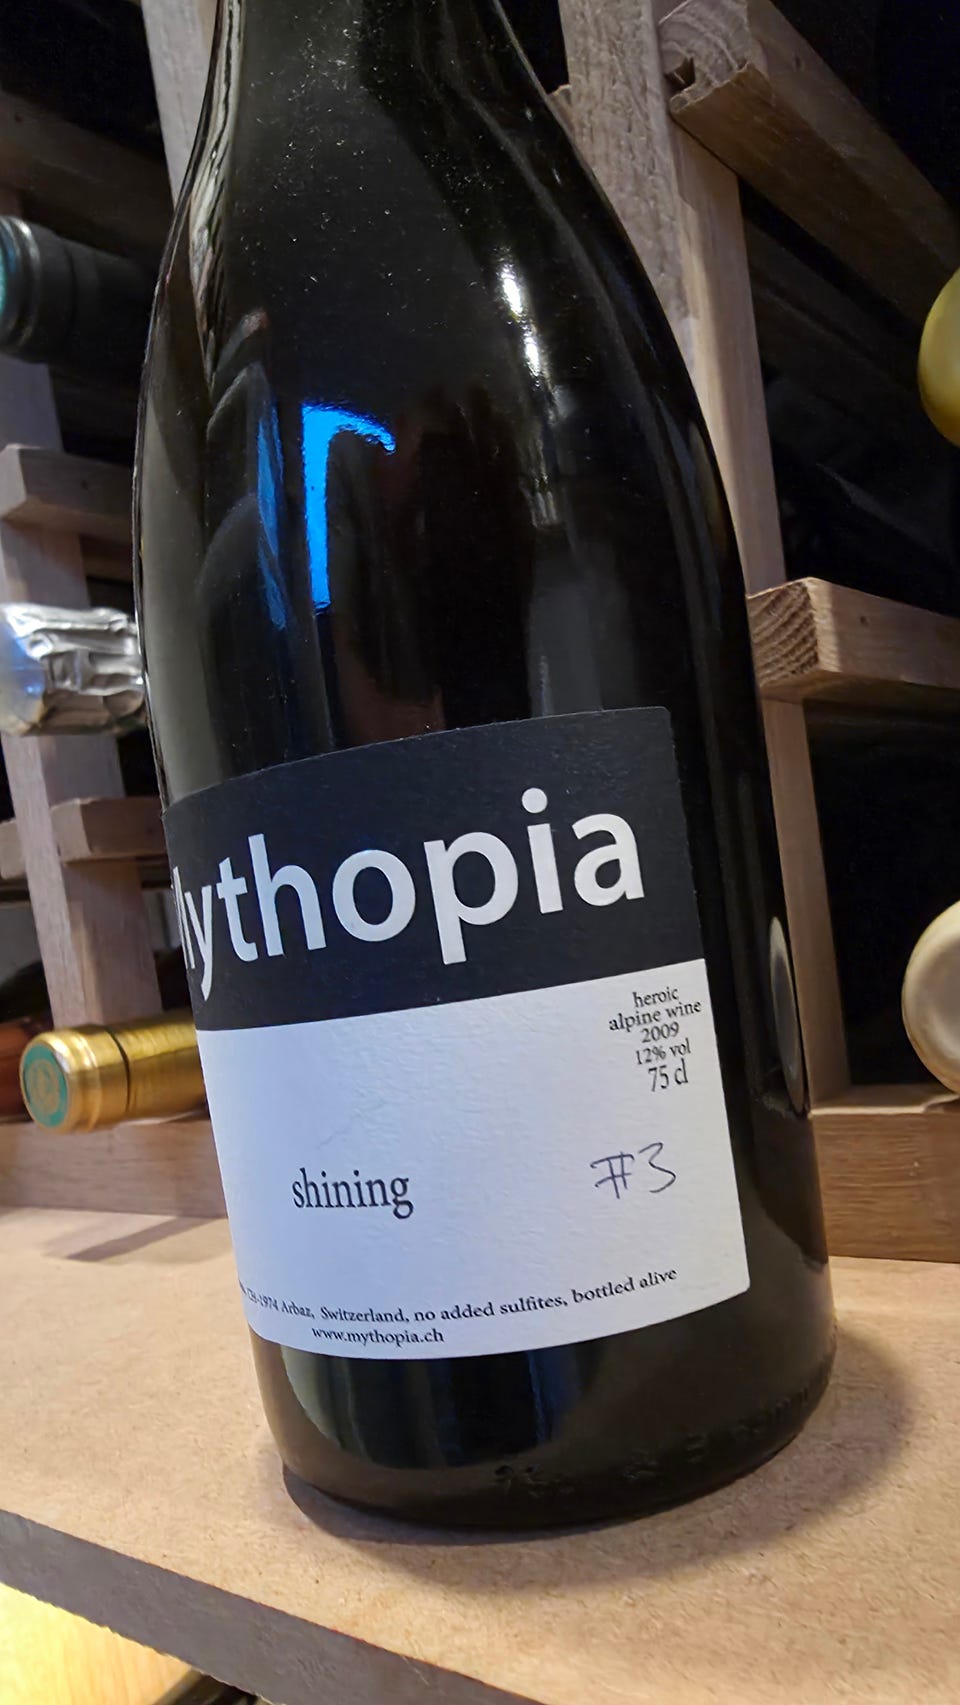 Mythopia
heroic
alpine wine
2009
12% vol
75 cl
shining
#3
CH-1974 Arbaz, Switzerland, no added sulfites, bottled alive
www.mythopia.ch